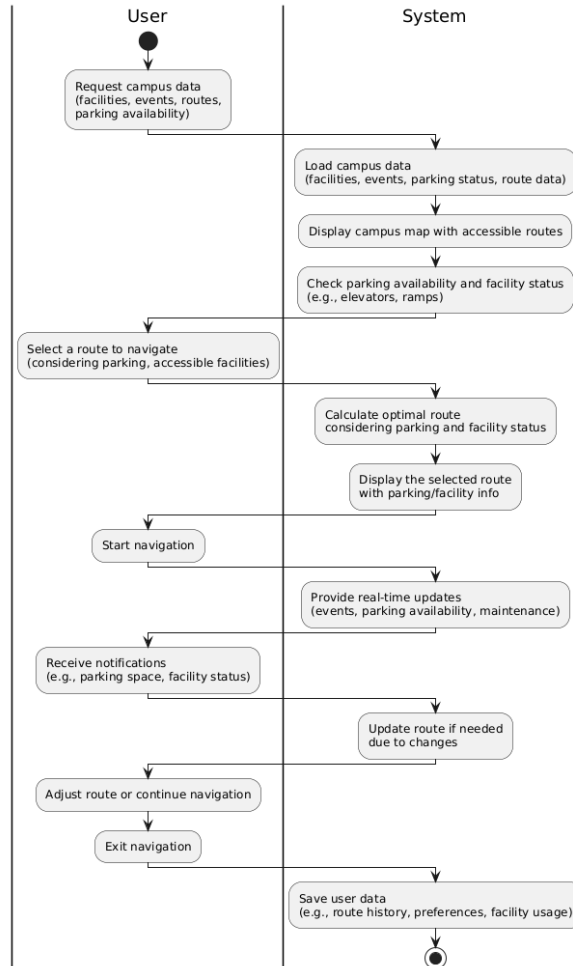 User
System
Request campus data
(facilities, events, routes,
parking availability)
Load campus data
(facilities, events, parking status, route data)
Display campus map with accessible routes
Check parking availability and facility status
(e.g., elevators, ramps)
Select a route to navigate
(considering parking, accessible facilities)
Calculate optimal route
considering parking and facility status
Display the selected route
with parking/facility info
Start navigation
Provide real-time updates
(events, parking availability, maintenance)
Receive notifications
(e.g., parking space, facility status)
Update route if needed
due to changes
Adjust route or continue navigation
Exit navigation
Save user data
(e.g., route history, preferences, facility usage)